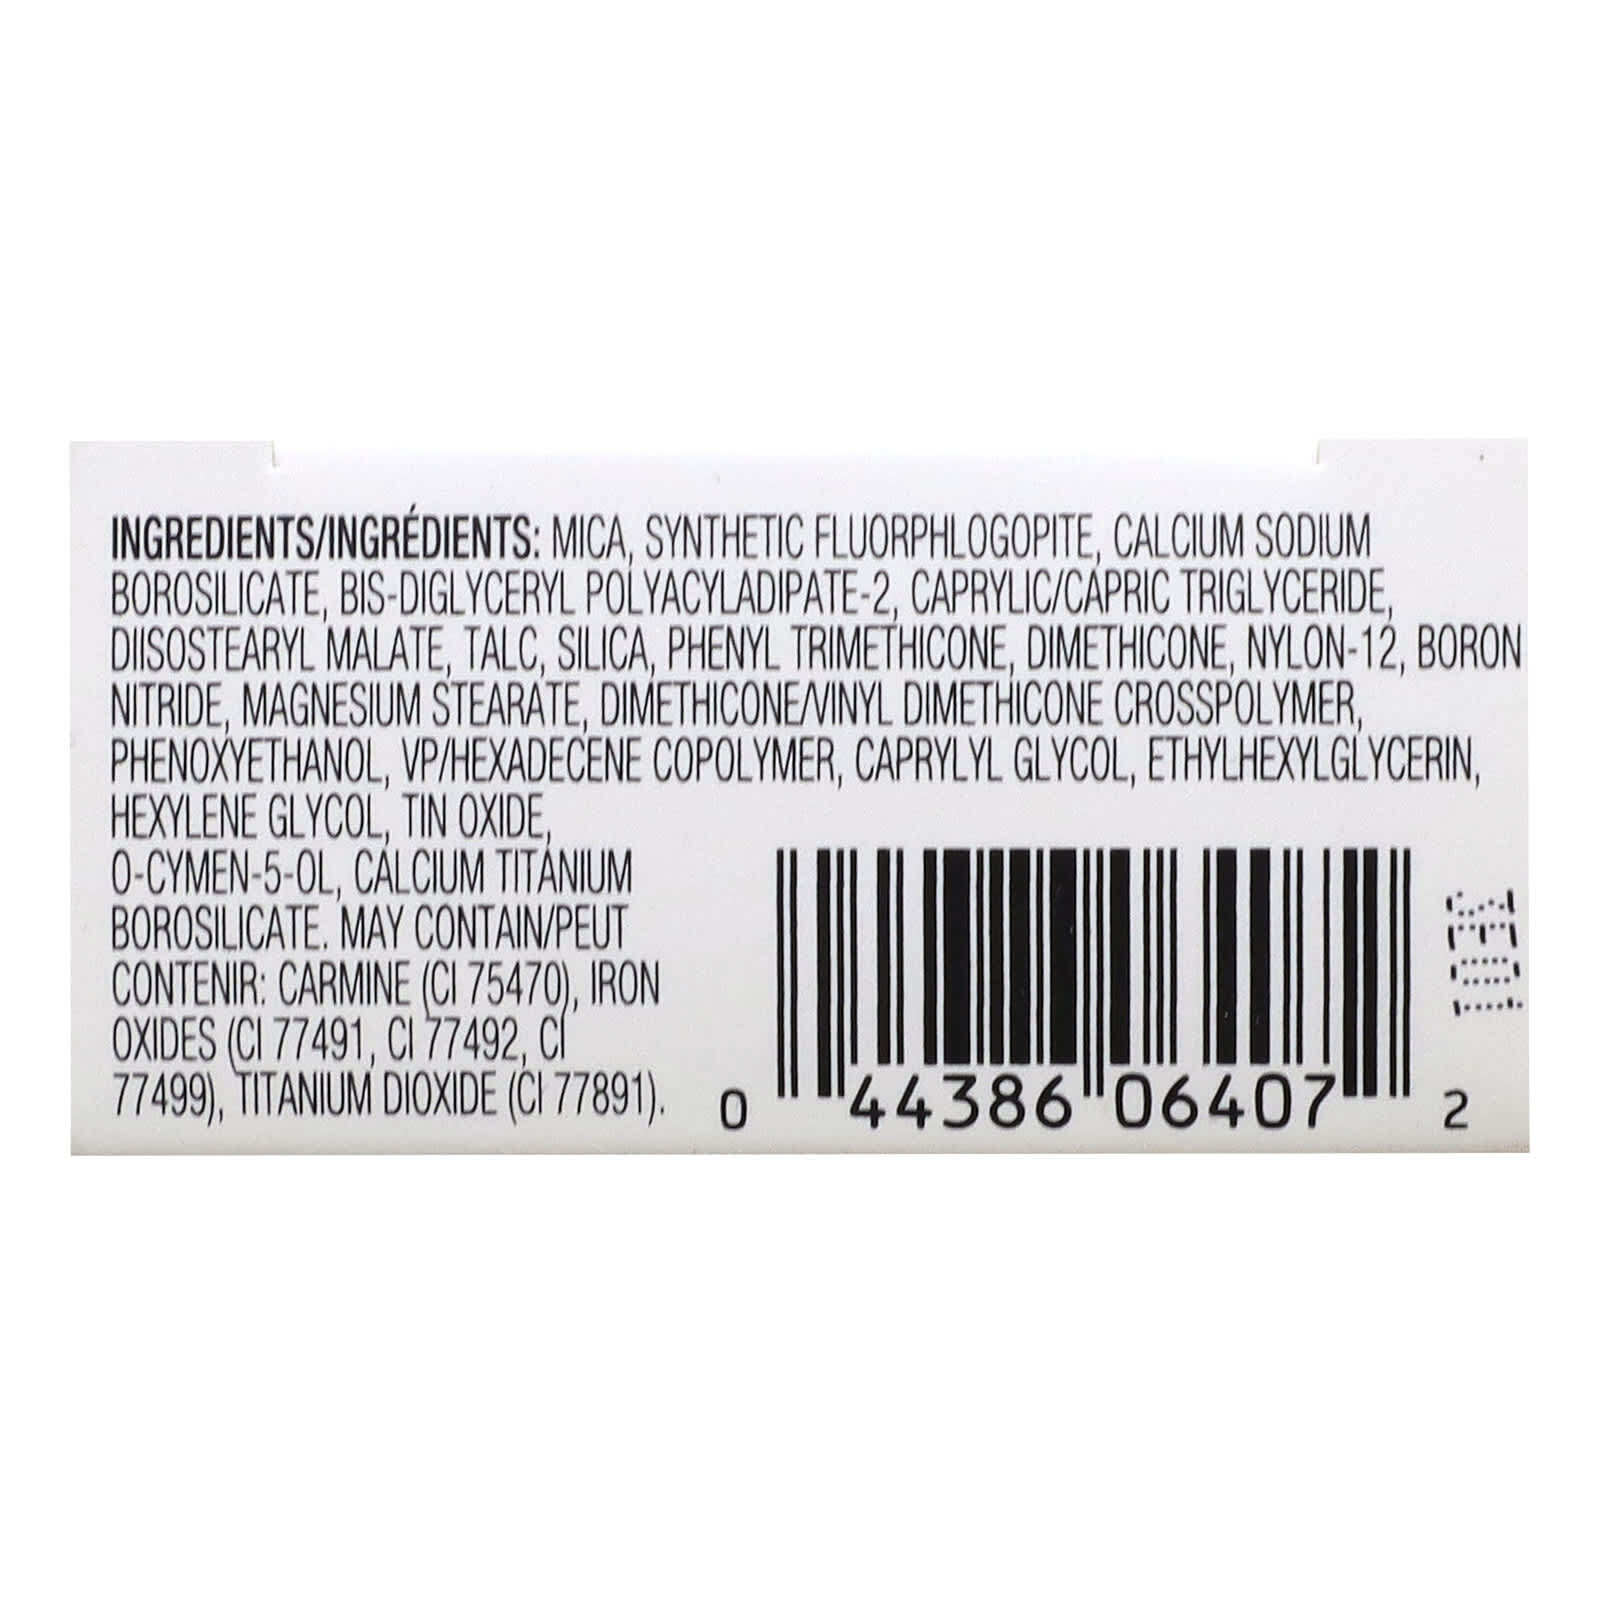 INGREDIENTS/INGRÉDIENTS: MICA, SYNTHETIC FLUORPHLOGOPITE, CALCIUM SODIUM
BOROSILICATE, BIS-DIGLYCERYL POLYACYLADIPATE-2, CAPRYLIC/CAPRIC TRIGLYCERIDE,
DIISOSTEARYL MALATE, TALC, SILICA, PHENYL TRIMETHICONE, DIMETHICONE, NYLON-12, BORON
NITRIDE, MAGNESIUM STEARATE, DIMETHICONE/VINYL DIMETHICONE CROSSPOLYMER,
PHENOXYETHANOL, VP/HEXADECENE COPOLYMER, CAPRYLYL GLYCOL, ETHYLHEXYLGLYCERIN,
HEXYLENE GLYCOL, TIN OXIDE,
O-CYMEN-5-OL, CALCIUM TITANIUM
BOROSILICATE. MAY CONTAIN/PEUT
CONTENIR: CARMINE (CI 75470), IRON
OXIDES (CI 77491, CI 77492, CI
77499), TITANIUM DIOXIDE (CI 77891).
0 44386 06407 2